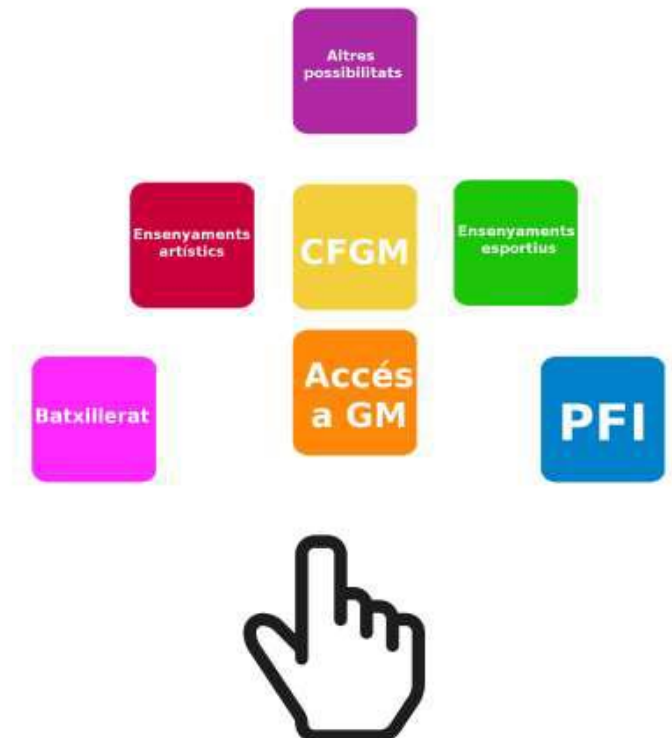 Altres
possibilitats
Ensenyaments
artístics
CFGM
Ensenyaments
esportius
Accés
a GM
Batxillerat
PFI